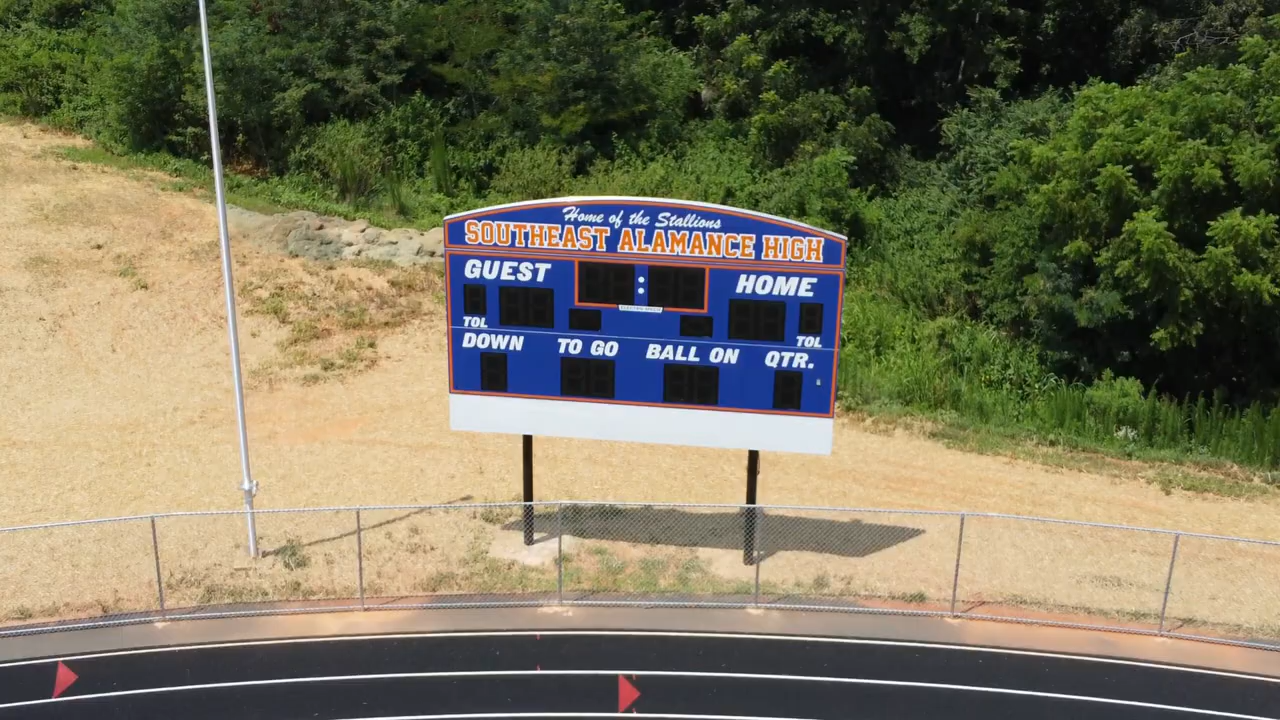 Home of the Stallions
SOUTHEAST ALAMANCE HIGH
GUEST : HOME
TOL TOL
DOWN TO GO BALL ON QTR.